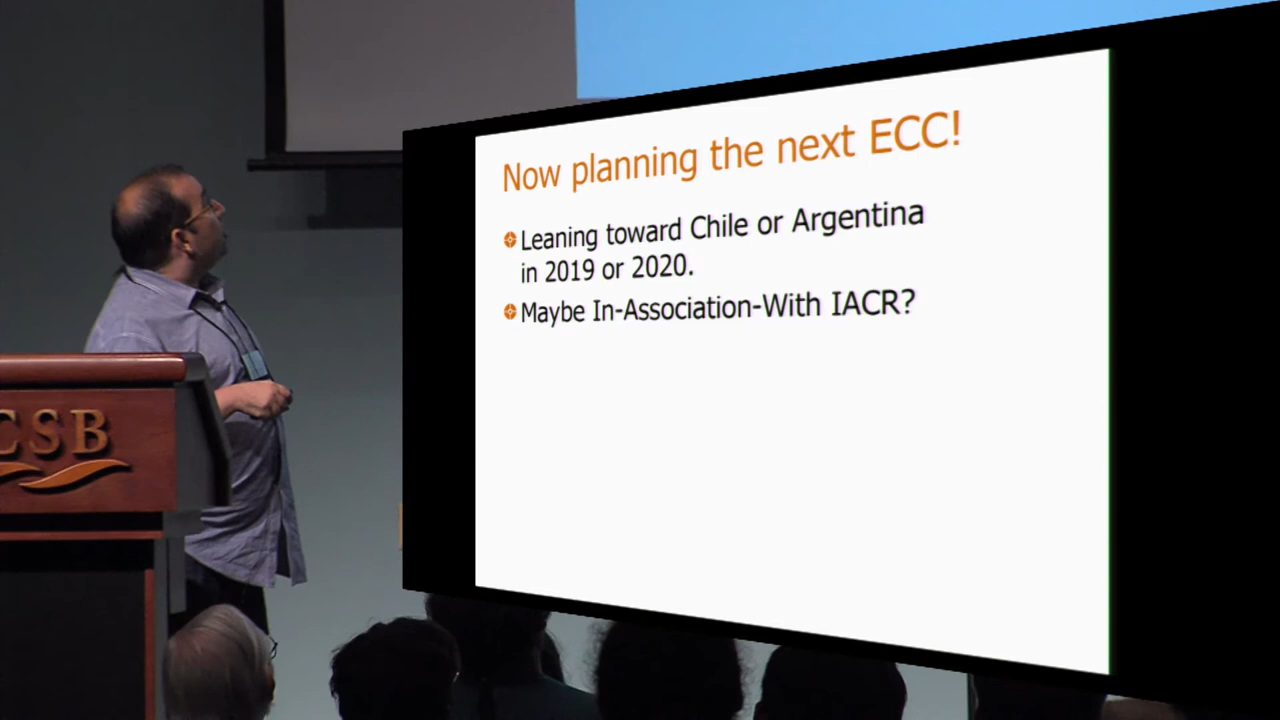 Now planning the next ECC!
Leaning toward Chile or Argentina
in 2019 or 2020.
Maybe In-Association-With IACR?
CSB